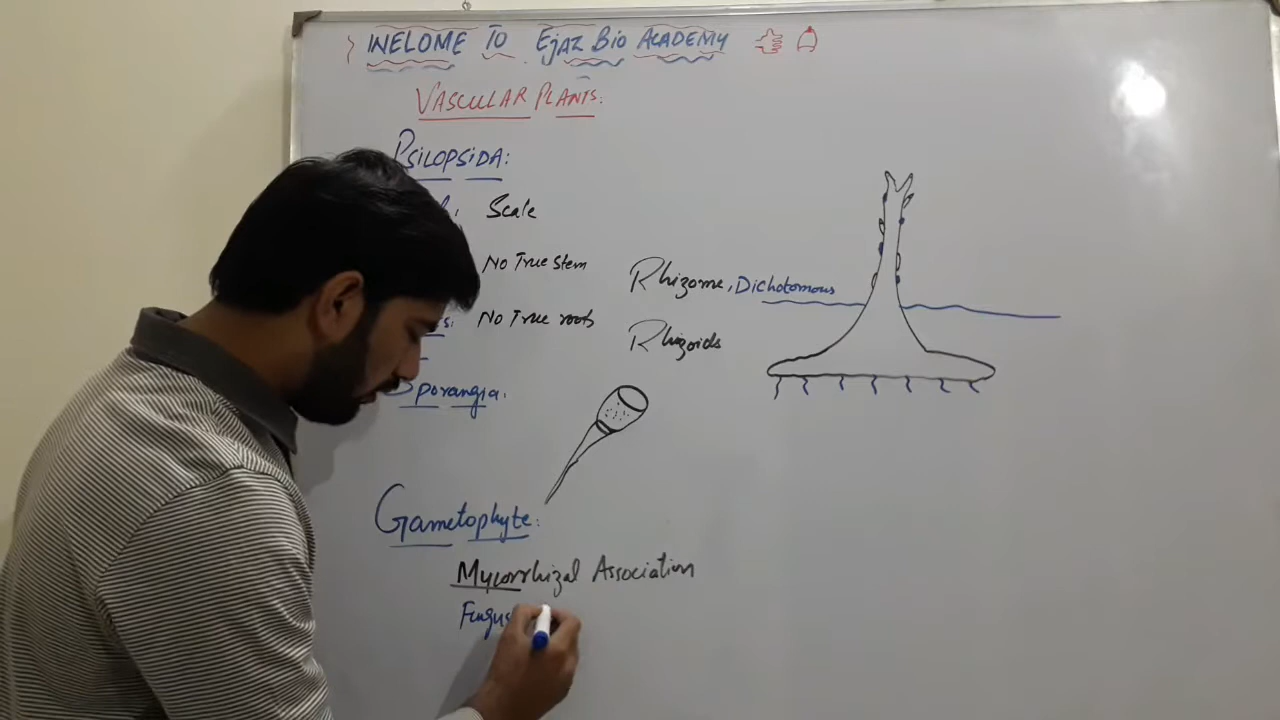 WELOME TO EJAZ BIO ACADEMY
VASCULAR PLANTS:
PSILOPSIDA:
Scale
No True Stem
Rhizome, Dichotomous
No True roots
Rhizoids
Sporangia.
Gametophyte:
Mycorrhizal Association
Fungus